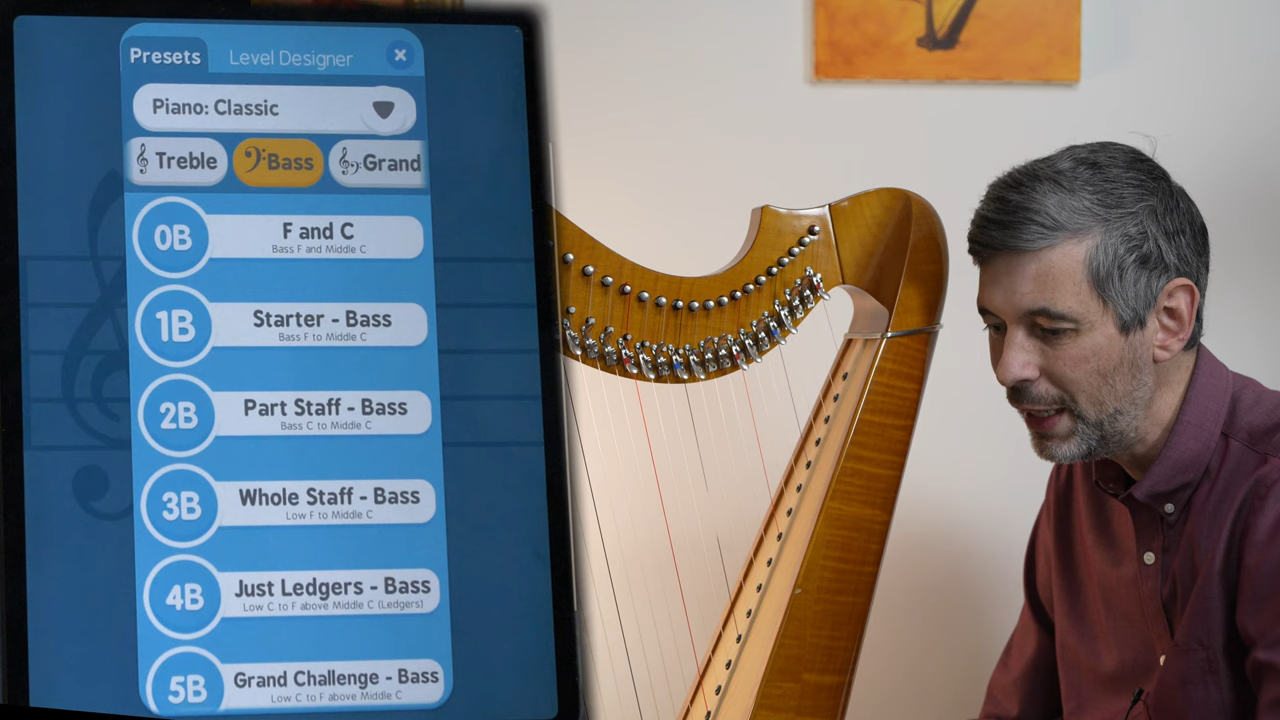 Presets
Level Designer
Piano: Classic
Treble
Bass
Grand
0B
F and C
Bass F and Middle C
1B
Starter - Bass
Bass F to Middle C
2B
Part Staff - Bass
Bass C to Middle C
3B
Whole Staff - Bass
Low F to Middle C
4B
Just Ledgers - Bass
Low C to F above Middle C (Ledgers)
5B
Grand Challenge - Bass
Low C to F above Middle C